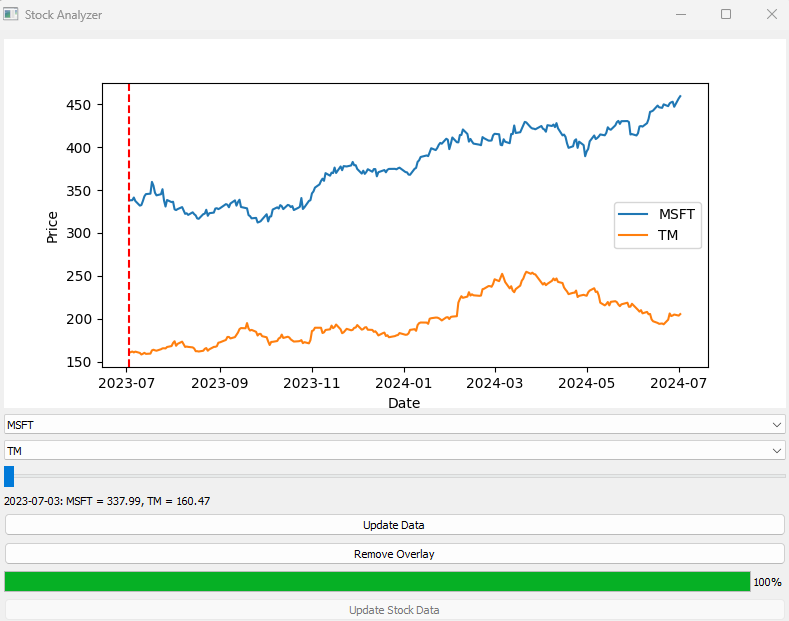 Stock Analyzer
450
400
350
300
250
200
150
Price
MSFT
TM
2023-07 2023-09 2023-11 2024-01 2024-03 2024-05 2024-07
Date
MSFT
TM
2023-07-03: MSFT = 337.99, TM = 160.47
Update Data
Remove Overlay
100%
Update Stock Data